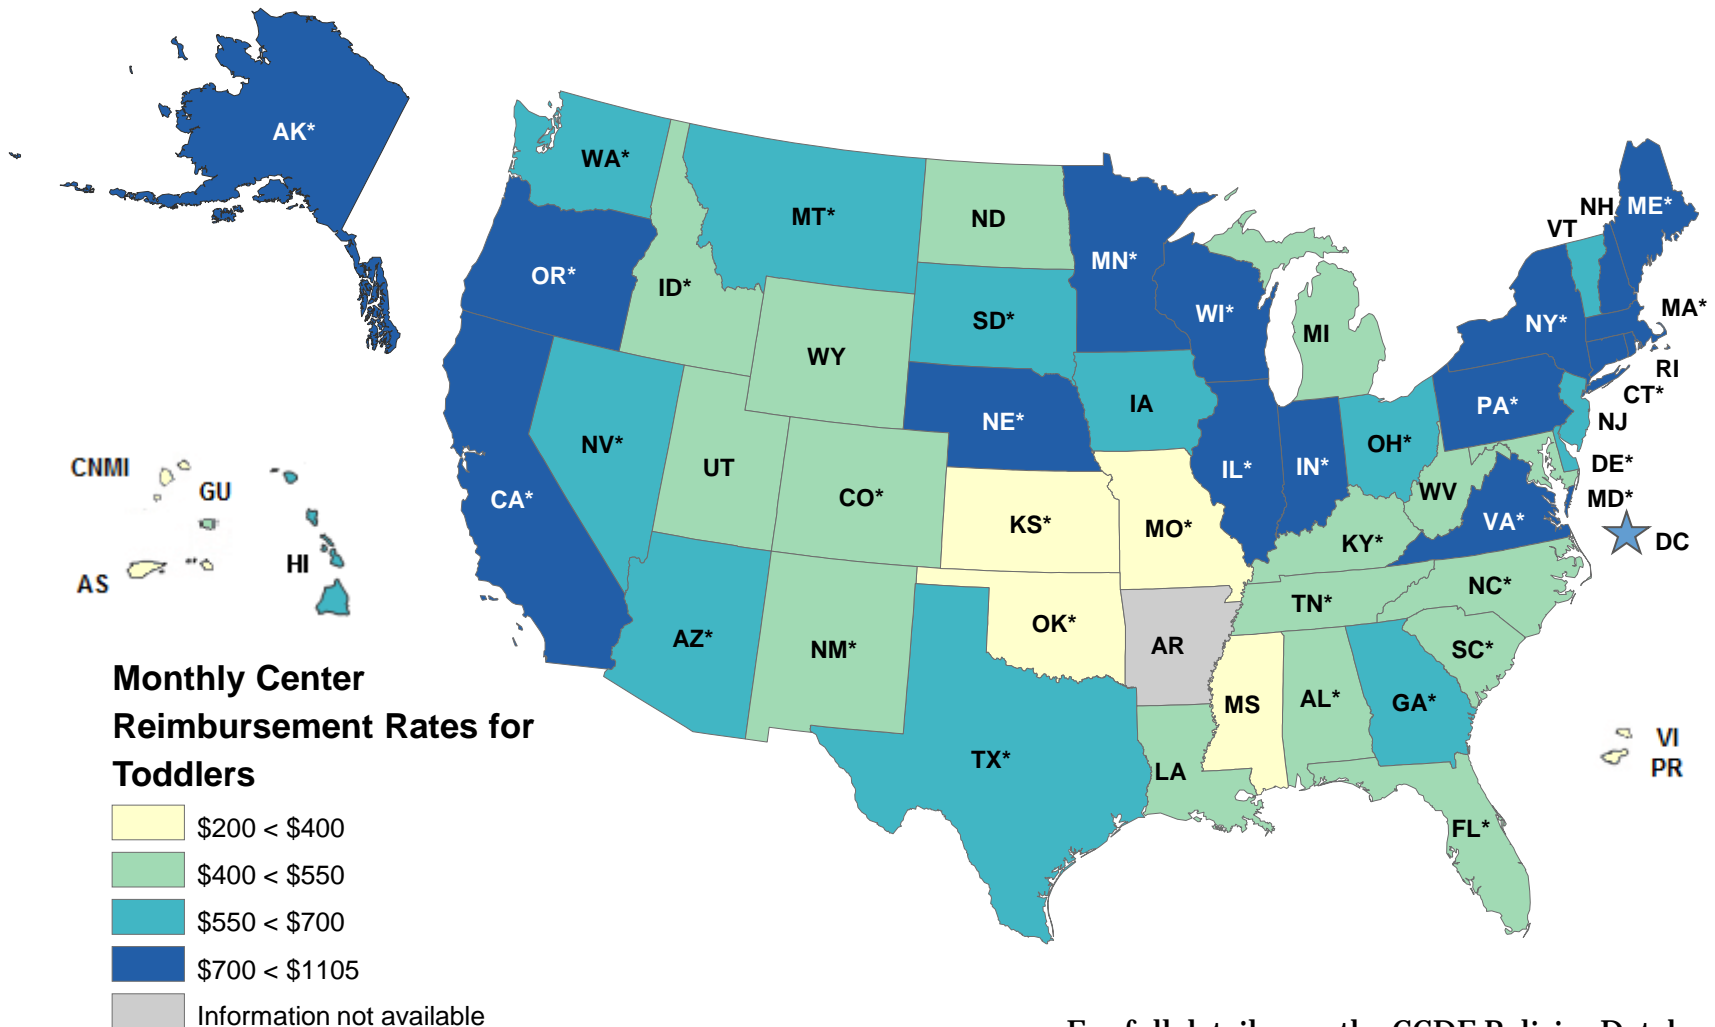 AK*
WA*
MT*
ND
MN*
OR*
ID*
SD*
WY
WI*
MI
NH
ME*
VT
NY*
MA*
RI
CT*
NJ
PA*
NE*
IA
NV*
UT
CO*
CA*
IL*
IN*
OH*
DE*
MD*
DC
WV
VA*
KS*
MO*
KY*
CNMI
GU
HI
AS
AZ*
NM*
OK*
AR
TN*
NC*
SC*
MS
AL*
GA*
TX*
LA
FL*
VI
PR
Monthly Center
Reimbursement Rates for
Toddlers
$200 < $400
$400 < $550
$550 < $700
$700 < $1105
Information not available